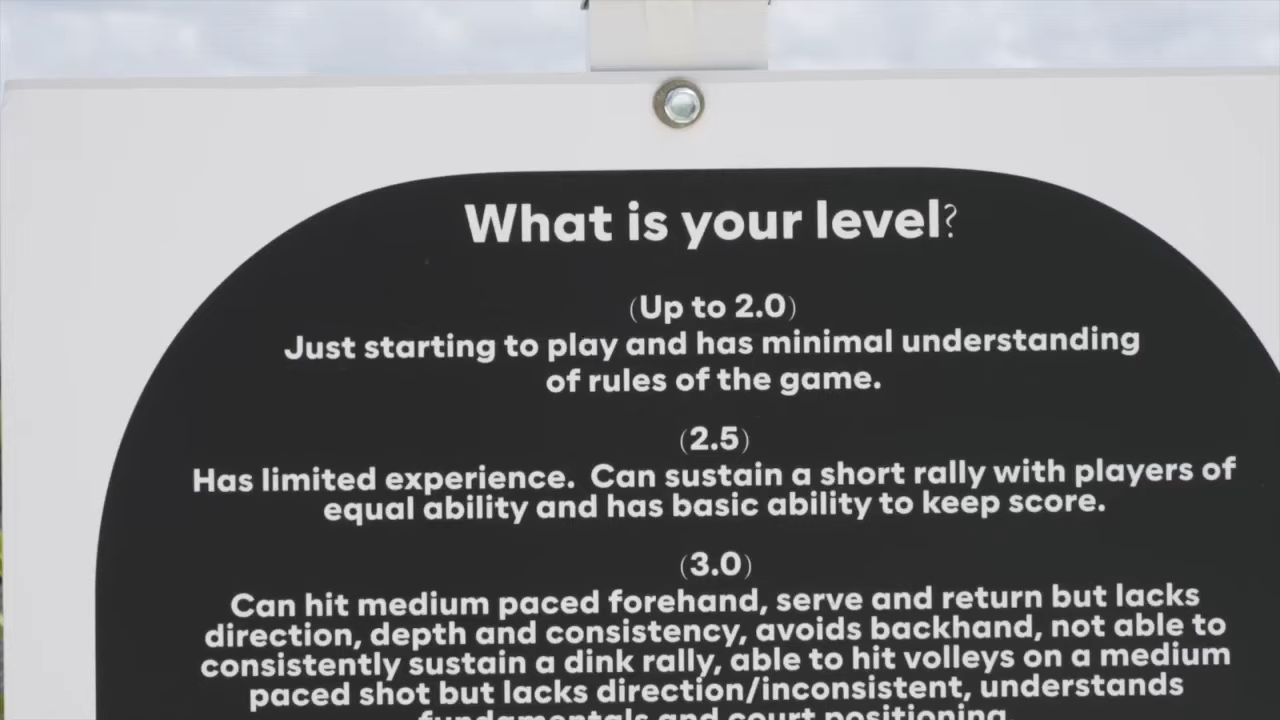 What is your level?
(Up to 2.0)
Just starting to play and has minimal understanding
of rules of the game.
(2.5)
Has limited experience. Can sustain a short rally with players of
equal ability and has basic ability to keep score.
(3.0)
Can hit medium paced forehand, serve and return but lacks
direction, depth and consistency, avoids backhand, not able to
consistently sustain a dink rally, able to hit volleys on a medium
paced shot but lacks direction/inconsistent, understands
fundamentals and court positioning.